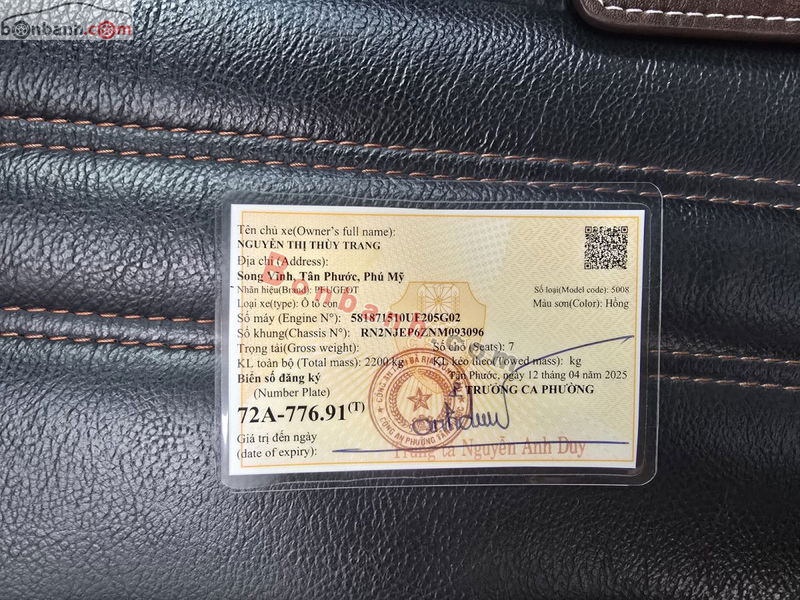 bonbanh.com
Tên chủ xe(Owner's full name):
NGUYỄN THỊ THÙY TRANG
Địa chỉ (Address):
Song Vĩnh, Tân Phước, Phú Mỹ
Nhãn hiệu(Brand): PEUGEOT Số loại(Model code): 5008
Loại xe(type): Ô tô con Màu sơn(Color): Hồng
Số máy (Engine N°): 581871510UE205G02
Số khung(Chassis N°): RN2NJEP6ZNM093096
Trọng tải(Gross weight): Số chỗ (Seats): 7
KL toàn bộ (Total mass): 2200 kg KL kéo theo(Towed mass): kg
Biển số đăng ký Tân Phước, ngày 12 tháng 04 năm 2025
(Number Plate) TRƯỞNG CA PHƯỜNG
72A-776.91(T)
Giá trị đến ngày
(date of expiry):
Trung tá Nguyễn Anh Duy
Bonbanh.com